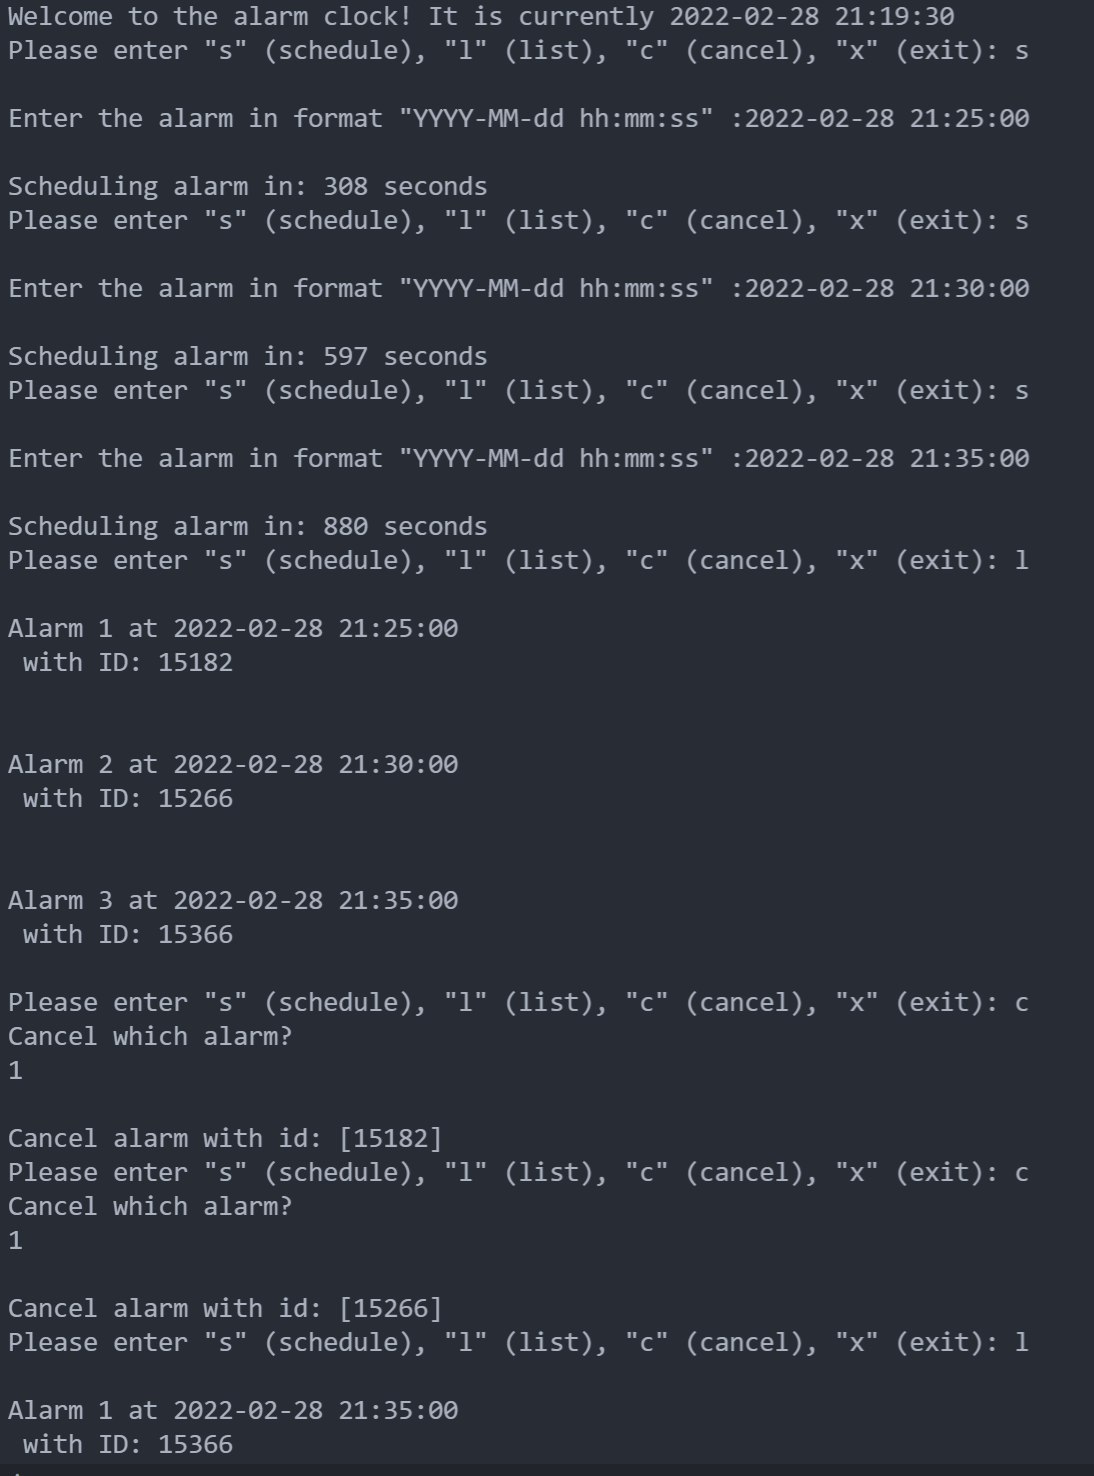 Welcome to the alarm clock! It is currently 2022-02-28 21:19:30
Please enter "s" (schedule), "l" (list), "c" (cancel), "x" (exit): s
Enter the alarm in format "YYYY-MM-dd hh:mm:ss" :2022-02-28 21:25:00
Scheduling alarm in: 308 seconds
Please enter "s" (schedule), "l" (list), "c" (cancel), "x" (exit): s
Enter the alarm in format "YYYY-MM-dd hh:mm:ss" :2022-02-28 21:30:00
Scheduling alarm in: 597 seconds
Please enter "s" (schedule), "l" (list), "c" (cancel), "x" (exit): s
Enter the alarm in format "YYYY-MM-dd hh:mm:ss" :2022-02-28 21:35:00
Scheduling alarm in: 880 seconds
Please enter "s" (schedule), "l" (list), "c" (cancel), "x" (exit): l
Alarm 1 at 2022-02-28 21:25:00
 with ID: 15182
Alarm 2 at 2022-02-28 21:30:00
 with ID: 15266
Alarm 3 at 2022-02-28 21:35:00
 with ID: 15366
Please enter "s" (schedule), "l" (list), "c" (cancel), "x" (exit): c
Cancel which alarm?
1
Cancel alarm with id: [15182]
Please enter "s" (schedule), "l" (list), "c" (cancel), "x" (exit): c
Cancel which alarm?
1
Cancel alarm with id: [15266]
Please enter "s" (schedule), "l" (list), "c" (cancel), "x" (exit): l
Alarm 1 at 2022-02-28 21:35:00
 with ID: 15366